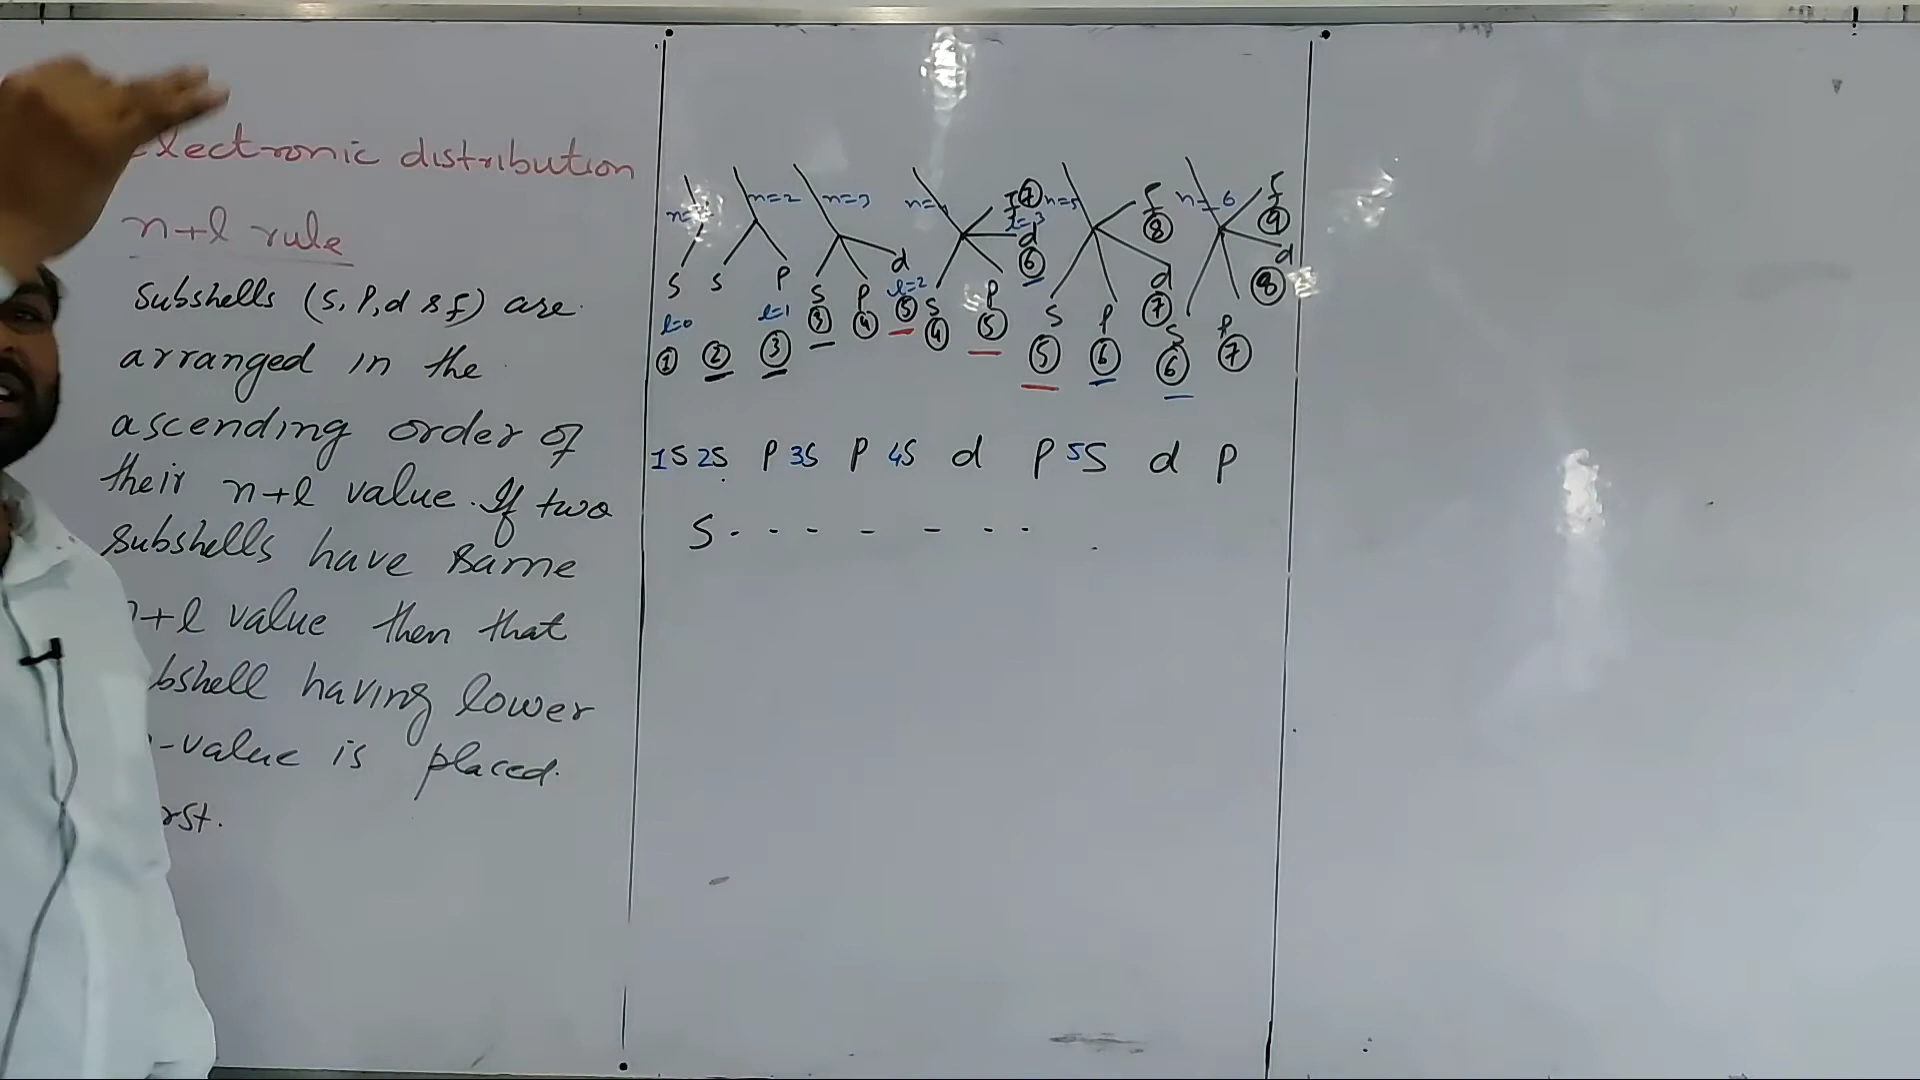 lectronic distribution
n+l rule
Subshells (s, p, d & f) are
arranged in the
ascending order of
their n+l value. If two
subshells have same
+l value then that
bshell having lower
-value is placed.
rst.
n=2 n=3 n= f 7 n=5 f n=6 f
l=3 8 9
d d d
6 8
S S P S P l=2 S P d
l=0 l=1 3 4 5 4 5 S P 7 S P
1 2 3 5 6 6 7
1S 2S P 3S P 4S d P 5S d P
S - - - - - - -